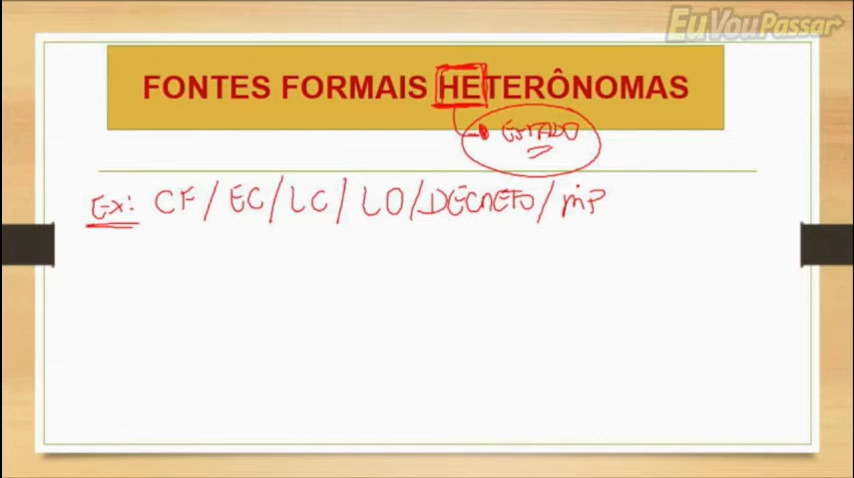 EuVouPassar
FONTES FORMAIS HETERÔNOMAS
ESTADO
Ex: CF / EC / LC / LO / DECRETO / MP